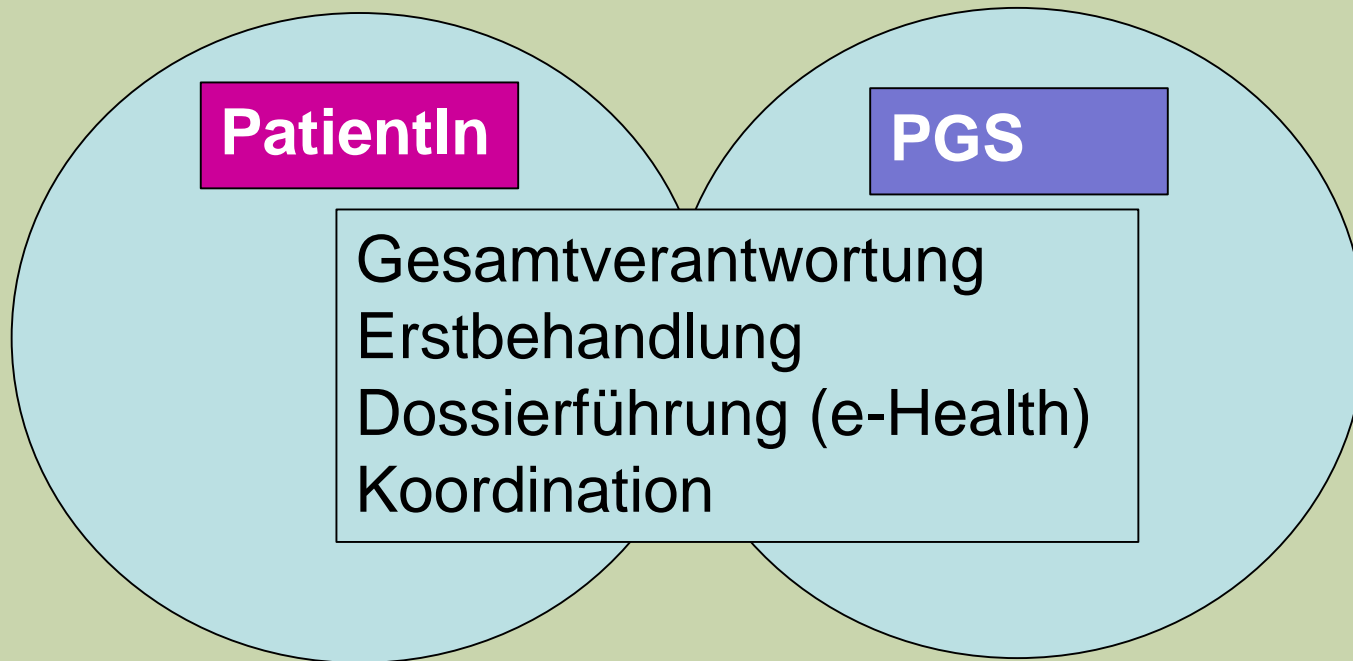 PatientIn
PGS
Gesamtverantwortung
Erstbehandlung
Dossierführung (e-Health)
Koordination